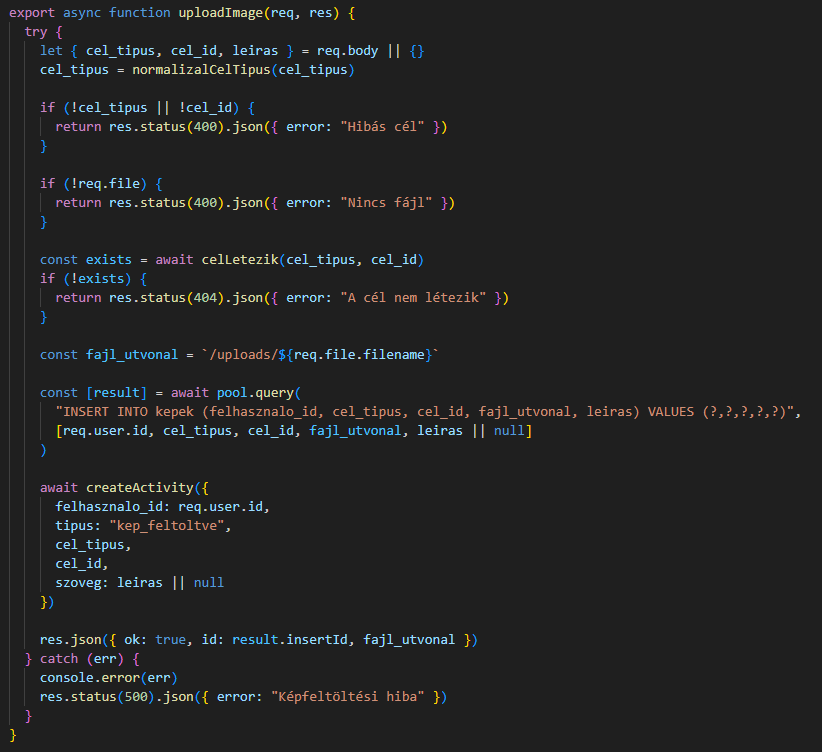 export async function uploadImage(req, res) {
try {
let { cel_tipus, cel_id, leiras } = req.body || {}
cel_tipus = normalizalCelTipus(cel_tipus)
if (!cel_tipus || !cel_id) {
return res.status(400).json({ error: "Hibás cél" })
}
if (!req.file) {
return res.status(400).json({ error: "Nincs fájl" })
}
const exists = await celLetezik(cel_tipus, cel_id)
if (!exists) {
return res.status(404).json({ error: "A cél nem létezik" })
}
const fajl_utvonal = `/uploads/${req.file.filename}`
const [result] = await pool.query(
"INSERT INTO kepek (felhasznalo_id, cel_tipus, cel_id, fajl_utvonal, leiras) VALUES (?,?,?,?,?)",
[req.user.id, cel_tipus, cel_id, fajl_utvonal, leiras || null]
)
await createActivity({
felhasznalo_id: req.user.id,
tipus: "kep_feltoltve",
cel_tipus,
cel_id,
szoveg: leiras || null
})
res.json({ ok: true, id: result.insertId, fajl_utvonal })
} catch (err) {
console.error(err)
res.status(500).json({ error: "Képfeltöltési hiba" })
}
}